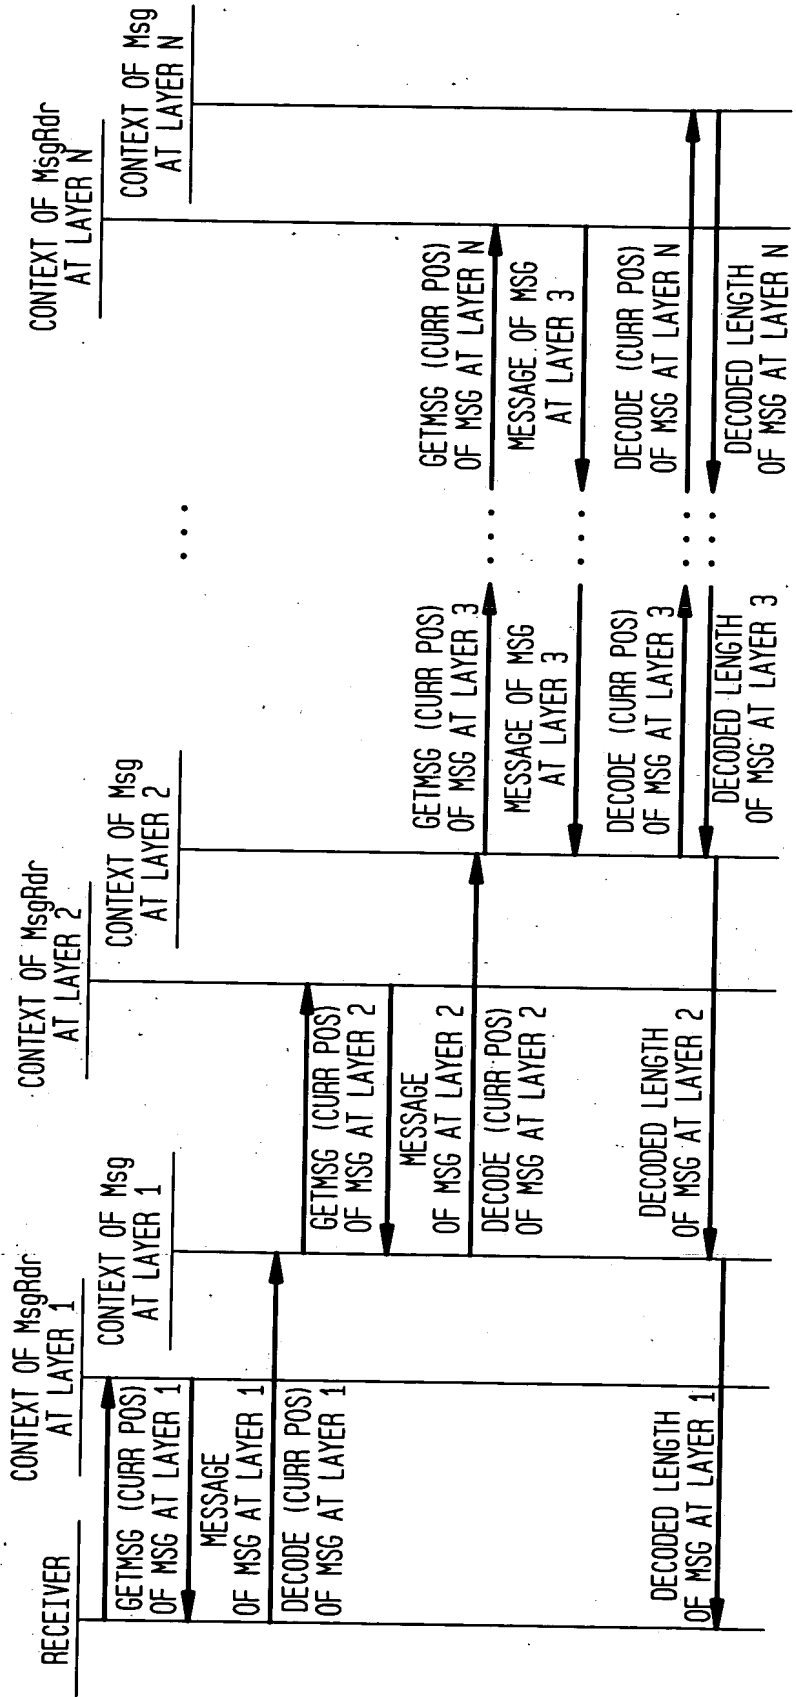 RECEIVER
CONTEXT OF MsgRdr
AT LAYER 1
CONTEXT OF Msg
AT LAYER 1
CONTEXT OF MsgRdr
AT LAYER 2
CONTEXT OF Msg
AT LAYER 2
...
CONTEXT OF MsgRdr
AT LAYER N
CONTEXT OF Msg
AT LAYER N
GETMSG (CURR POS)
OF MSG AT LAYER 1
MESSAGE
OF MSG AT LAYER 1
DECODE (CURR POS)
OF MSG AT LAYER 1
GETMSG (CURR POS)
OF MSG AT LAYER 2
MESSAGE
OF MSG AT LAYER 2
DECODE (CURR POS)
OF MSG AT LAYER 2
GETMSG (CURR POS)
OF MSG AT LAYER 3
...
GETMSG (CURR POS)
OF MSG AT LAYER N
MESSAGE OF MSG
AT LAYER 3
...
MESSAGE OF MSG
AT LAYER 3
DECODE (CURR POS)
OF MSG AT LAYER 3
...
DECODE (CURR POS)
OF MSG AT LAYER N
DECODED LENGTH
OF MSG AT LAYER 3
...
DECODED LENGTH
OF MSG AT LAYER N
DECODED LENGTH
OF MSG AT LAYER 2
DECODED LENGTH
OF MSG AT LAYER 1